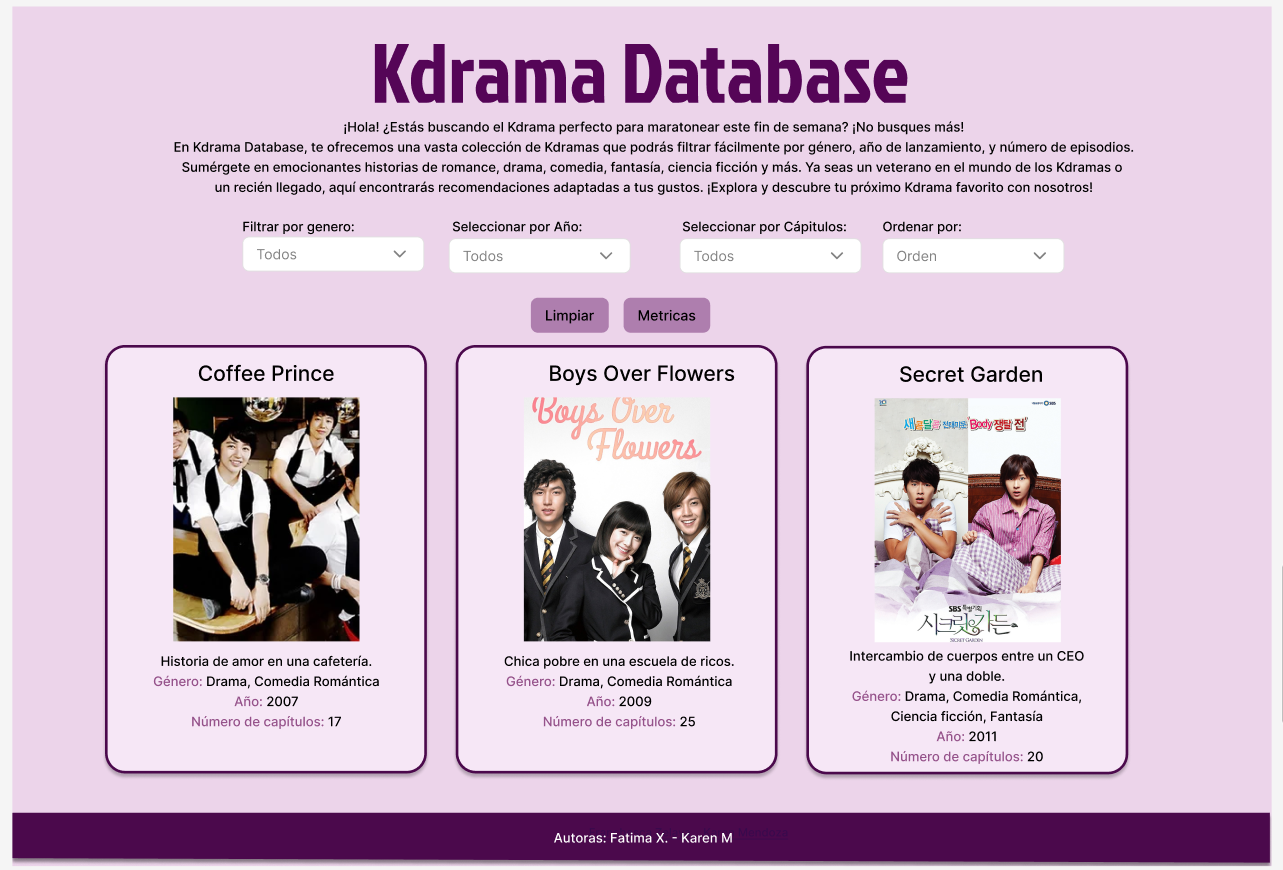 Kdrama Database
¡Hola! ¿Estás buscando el Kdrama perfecto para maratonear este fin de semana? ¡No busques más!
En Kdrama Database, te ofrecemos una vasta colección de Kdramas que podrás filtrar fácilmente por género, año de lanzamiento, y número de episodios.
Sumérgete en emocionantes historias de romance, drama, comedia, fantasía, ciencia ficción y más. Ya seas un veterano en el mundo de los Kdramas o
un recién llegado, aquí encontrarás recomendaciones adaptadas a tus gustos. ¡Explora y descubre tu próximo Kdrama favorito con nosotros!
Filtrar por genero:
Todos
Seleccionar por Año:
Todos
Seleccionar por Cápitulos:
Todos
Ordenar por:
Orden
Limpiar
Metricas
Coffee Prince
Historia de amor en una cafetería.
Género: Drama, Comedia Romántica
Año: 2007
Número de capítulos: 17
Boys Over Flowers
Boys Over
Flowers
Chica pobre en una escuela de ricos.
Género: Drama, Comedia Romántica
Año: 2009
Número de capítulos: 25
Secret Garden
SBS
"Body 쟁탈전"
SBS 특별기획
시크릿가든
SECRET GARDEN
Intercambio de cuerpos entre un CEO
y una doble.
Género: Drama, Comedia Romántica,
Ciencia ficción, Fantasía
Año: 2011
Número de capítulos: 20
Autoras: Fatima X. - Karen M